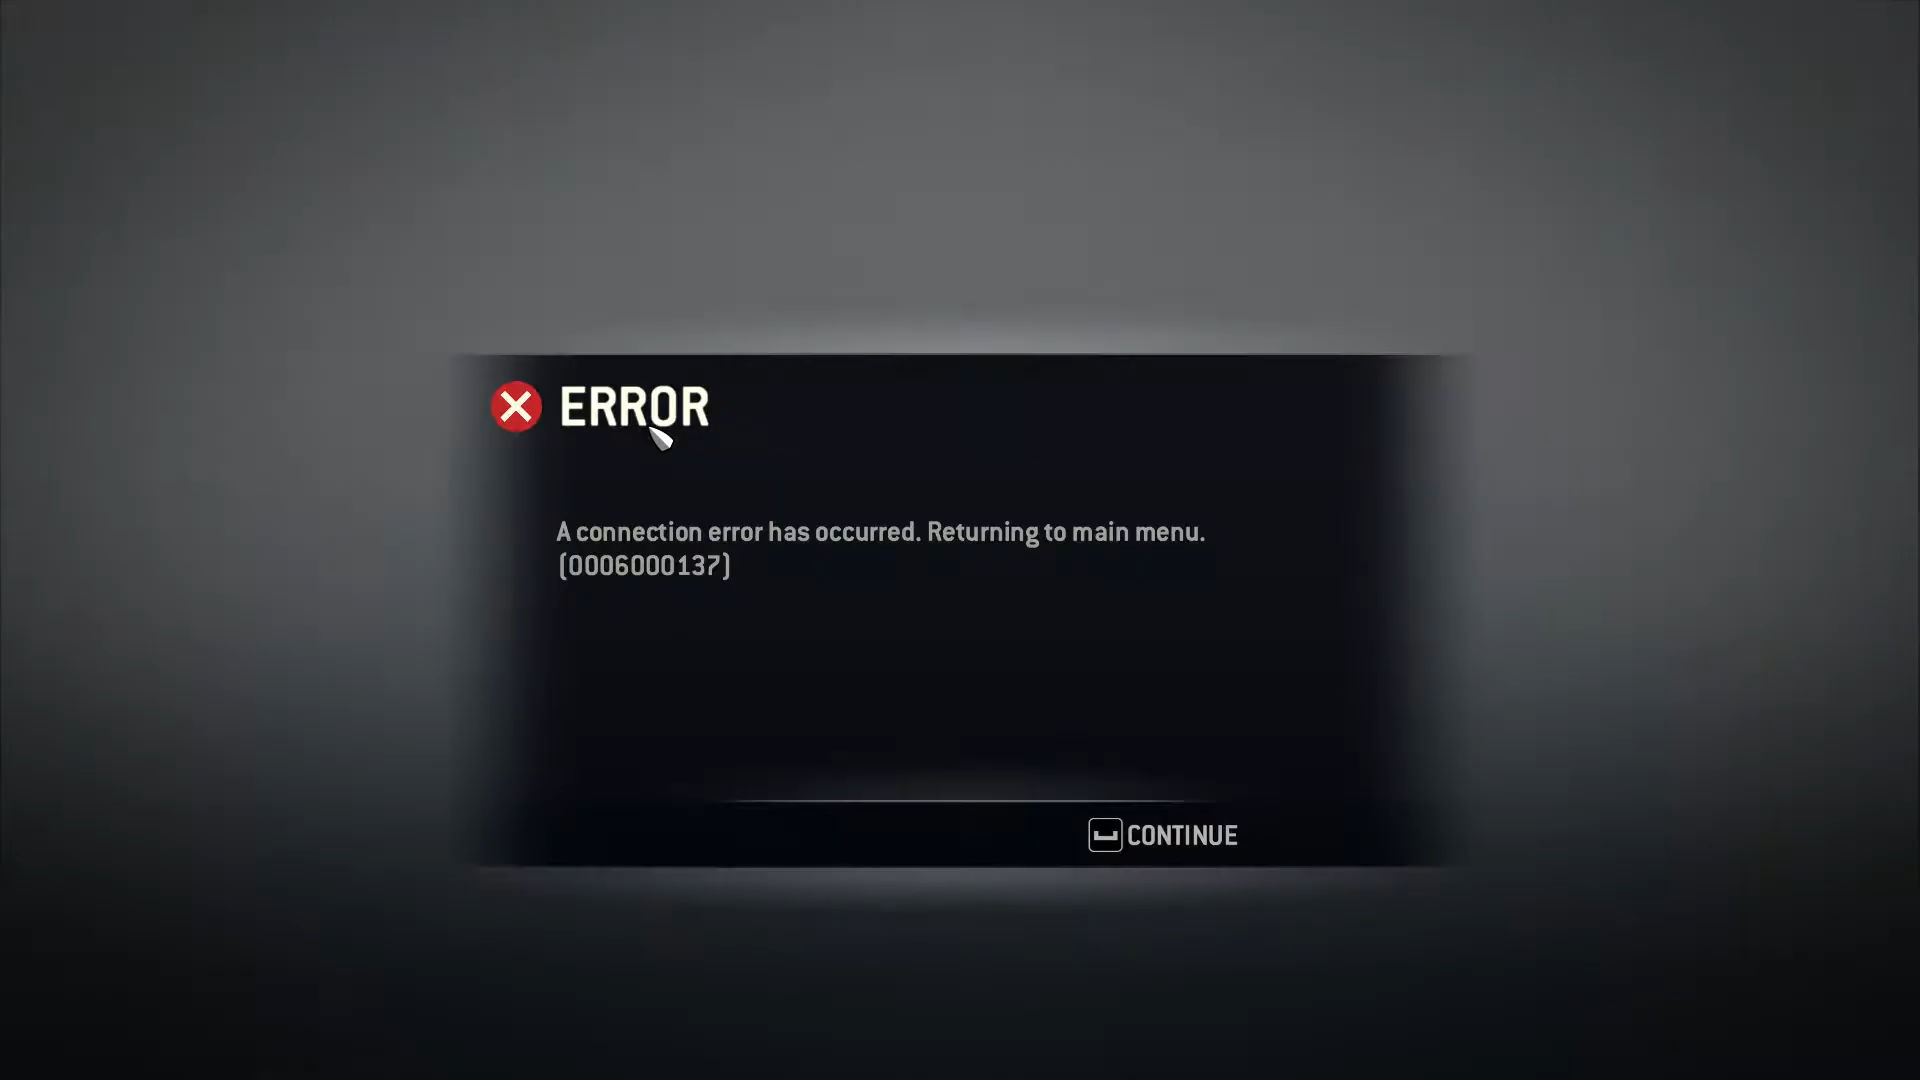 ERROR
A connection error has occurred. Returning to main menu.
(0006000137)
CONTINUE